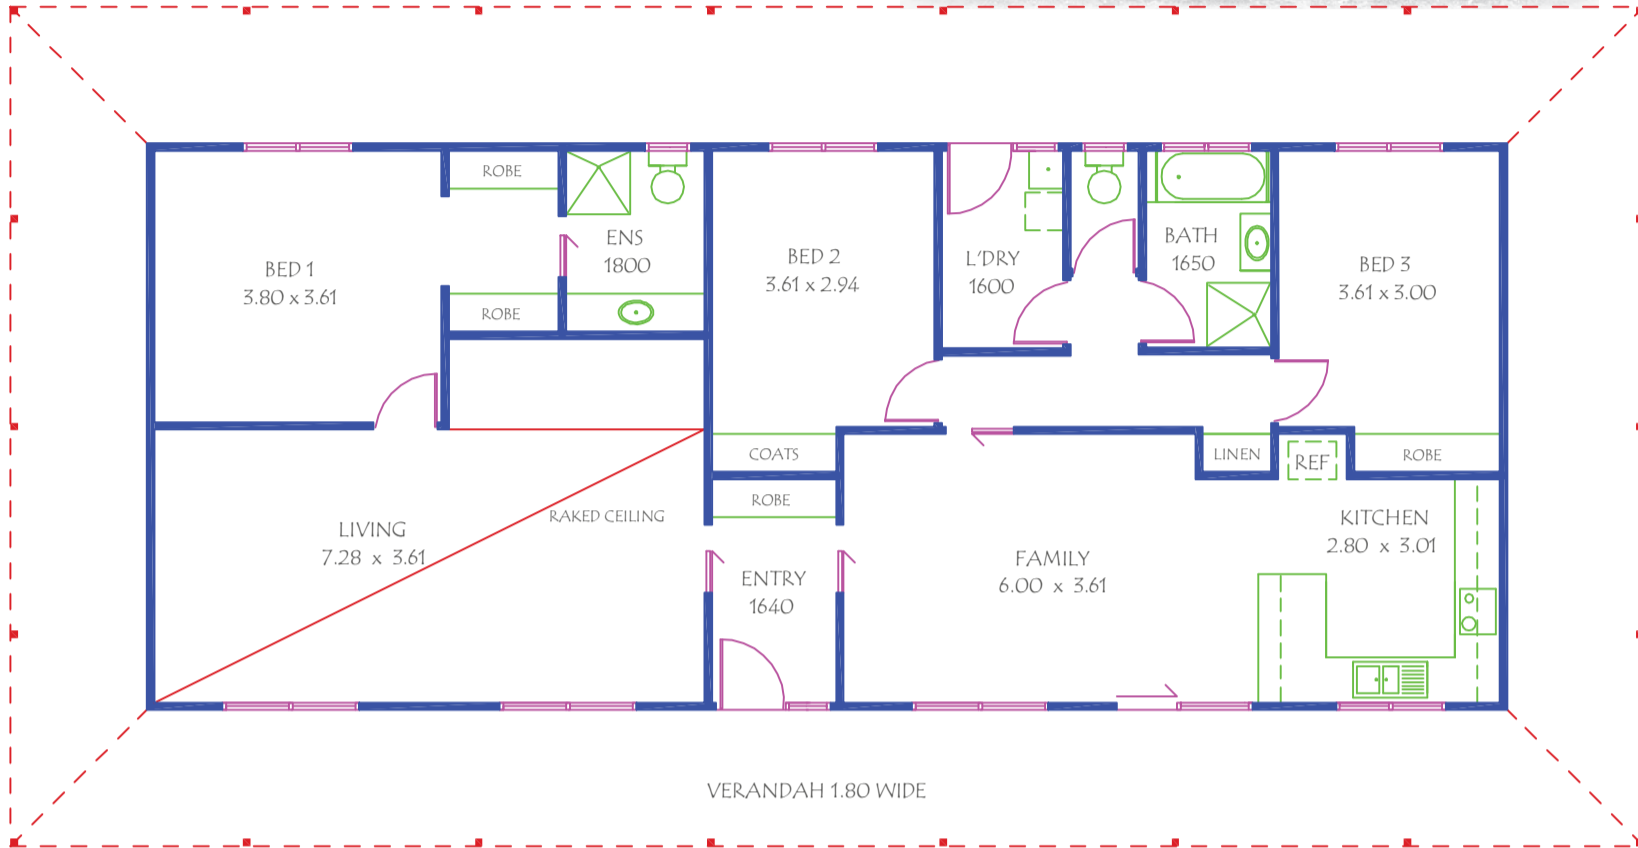 ROBE
ENS
1800
BED 1
3.80 x 3.61
ROBE
BED 2
3.61 x 2.94
L'DRY
1600
BATH
1650
BED 3
3.61 x 3.00
COATS
ROBE
LINEN
REF
ROBE
LIVING
7.28 x 3.61
RAKED CEILING
ENTRY
1640
FAMILY
6.00 x 3.61
KITCHEN
2.80 x 3.01
VERANDAH 1.80 WIDE